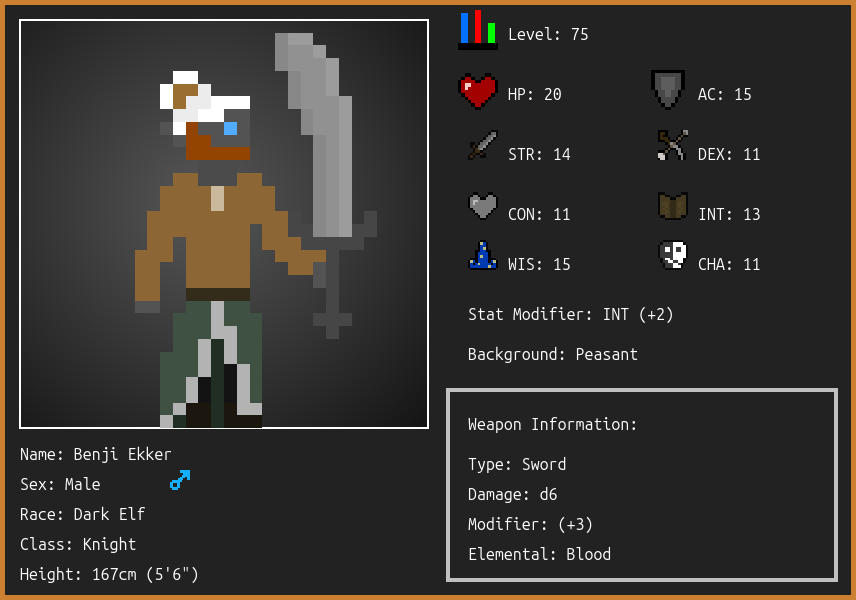 Level: 75
HP: 20
AC: 15
STR: 14
DEX: 11
CON: 11
INT: 13
WIS: 15
CHA: 11
Stat Modifier: INT (+2)
Background: Peasant
Name: Benji Ekker
Sex: Male
Race: Dark Elf
Class: Knight
Height: 167cm (5'6")
Weapon Information:
Type: Sword
Damage: d6
Modifier: (+3)
Elemental: Blood